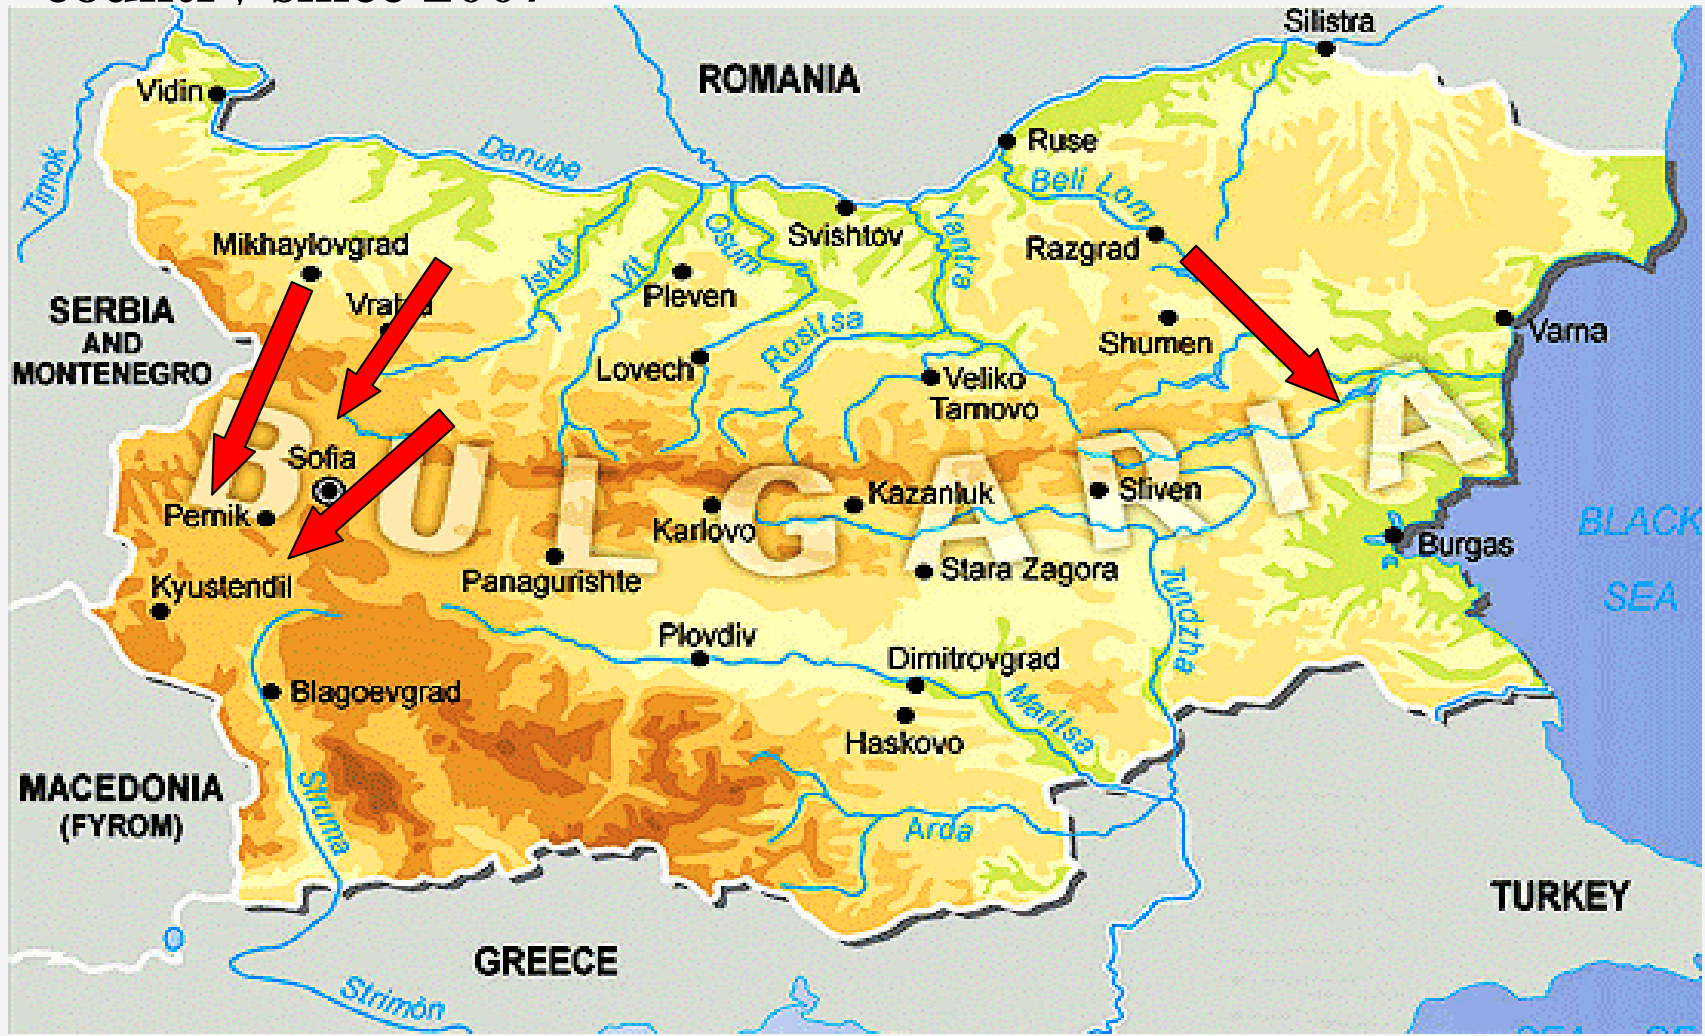 Silistra
ROMANIA
Vidin
Ruse
Danube
Timok
Beli Lom
Svishtov
Yantra
Osum
Mikhaylovgrad
Razgrad
Iskur
Vit
Pleven
SERBIA
AND
MONTENEGRO
Rositsa
Shumen
Varna
Lovech
Veliko
Tarnovo
BULGARIA
Sofia
Pernik
Karlovo
Kazanluk
Sliven
BLACK
SEA
Burgas
Kyustendil
Panagurishte
Stara Zagora
Tundzha
Plovdiv
Dimitrovgrad
Blagoevgrad
Maritsa
Haskovo
MACEDONIA
(FYROM)
Struma
Arda
TURKEY
GREECE
Strimón